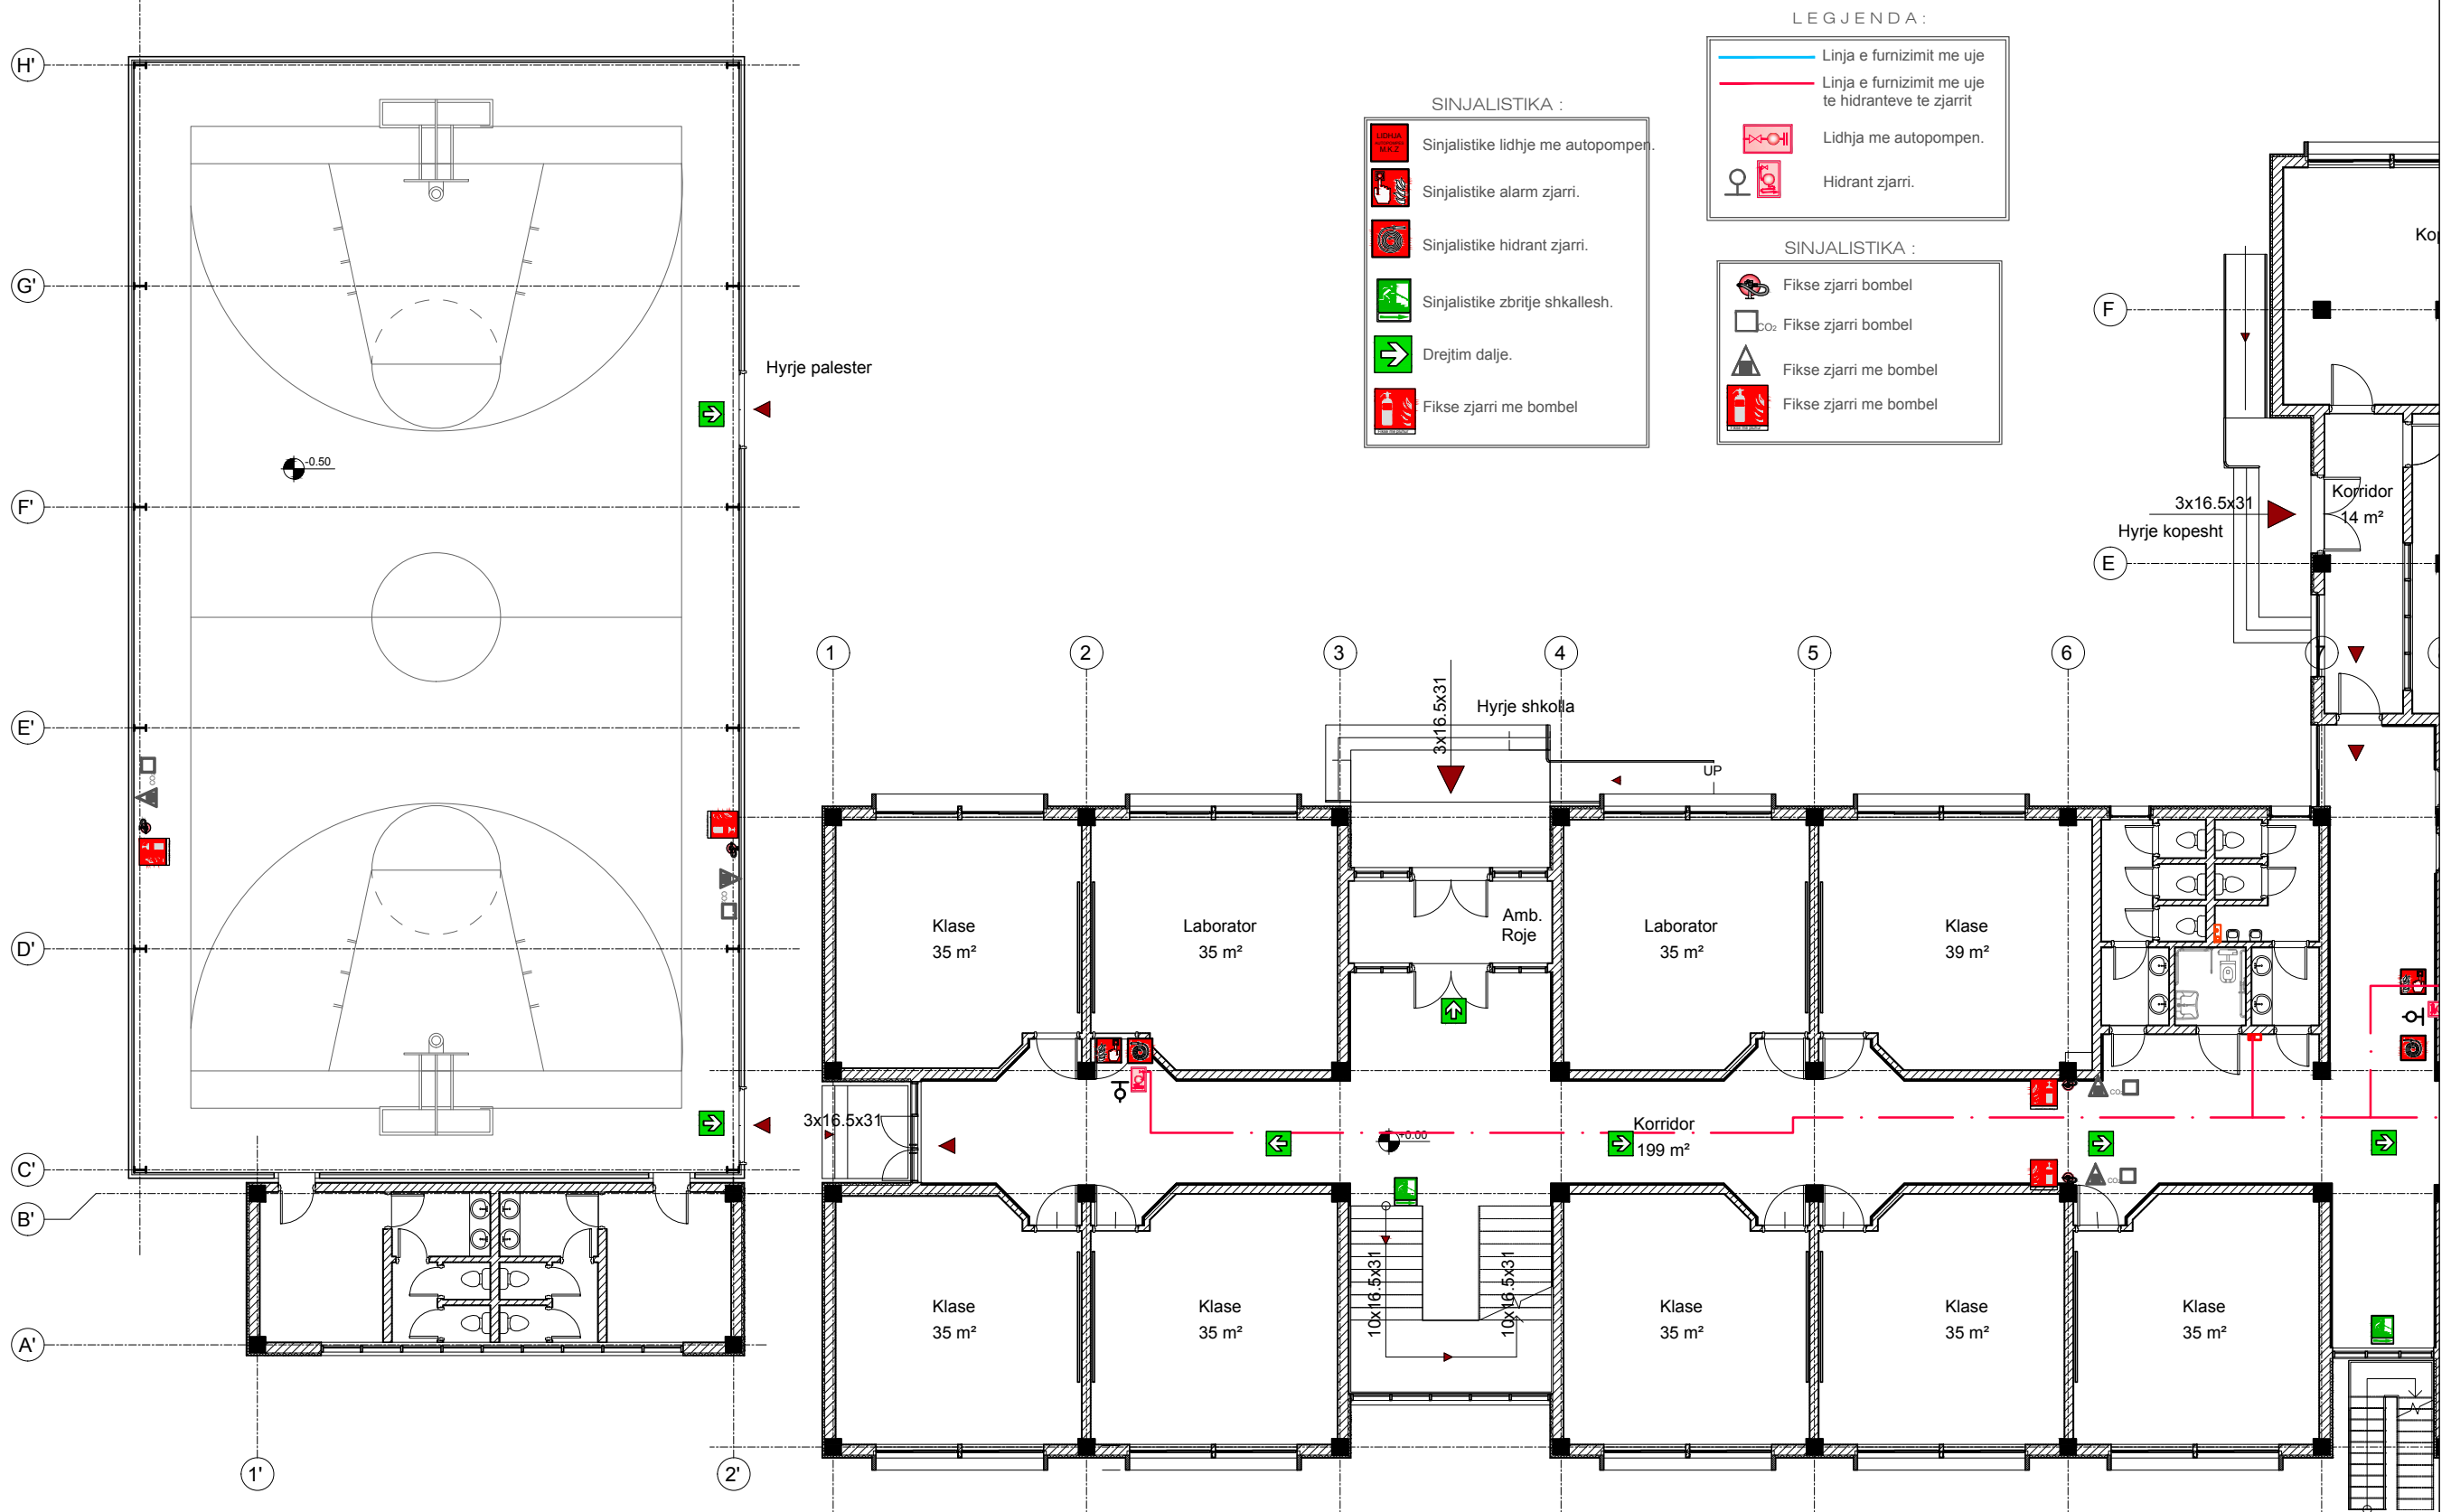 LEGJENDA:
Linja e furnizimit me uje
Linja e furnizimit me uje
te hidranteve te zjarrit
Lidhja me autopompen.
Hidrant zjarri.
SINJALISTIKA :
LIDHJA
MKZ
Sinjalistike lidhje me autopompen.
Sinjalistike alarm zjarri.
Sinjalistike hidrant zjarri.
Sinjalistike zbritje shkallesh.
Drejtim dalje.
Fikse zjarri me bombel
SINJALISTIKA :
Fikse zjarri bombel
CO₂ Fikse zjarri bombel
Fikse zjarri me bombel
Fikse zjarri me bombel
H'
G'
F'
E'
D'
C'
B'
A'
1'
2'
Hyrje palester
-0.50
F
E
3x16.5x31
Hyrje kopesht
Korridor
14 m²
1
2
3
4
5
6
7
3x16.5x31
Hyrje shkolla
UP
Klase
35 m²
Laborator
35 m²
Amb.
Roje
Laborator
35 m²
Klase
39 m²
3x16.5x31
+0.00
Korridor
199 m²
10x16.5x31
10x16.5x31
Klase
35 m²
Klase
35 m²
Klase
35 m²
Klase
35 m²
Klase
35 m²